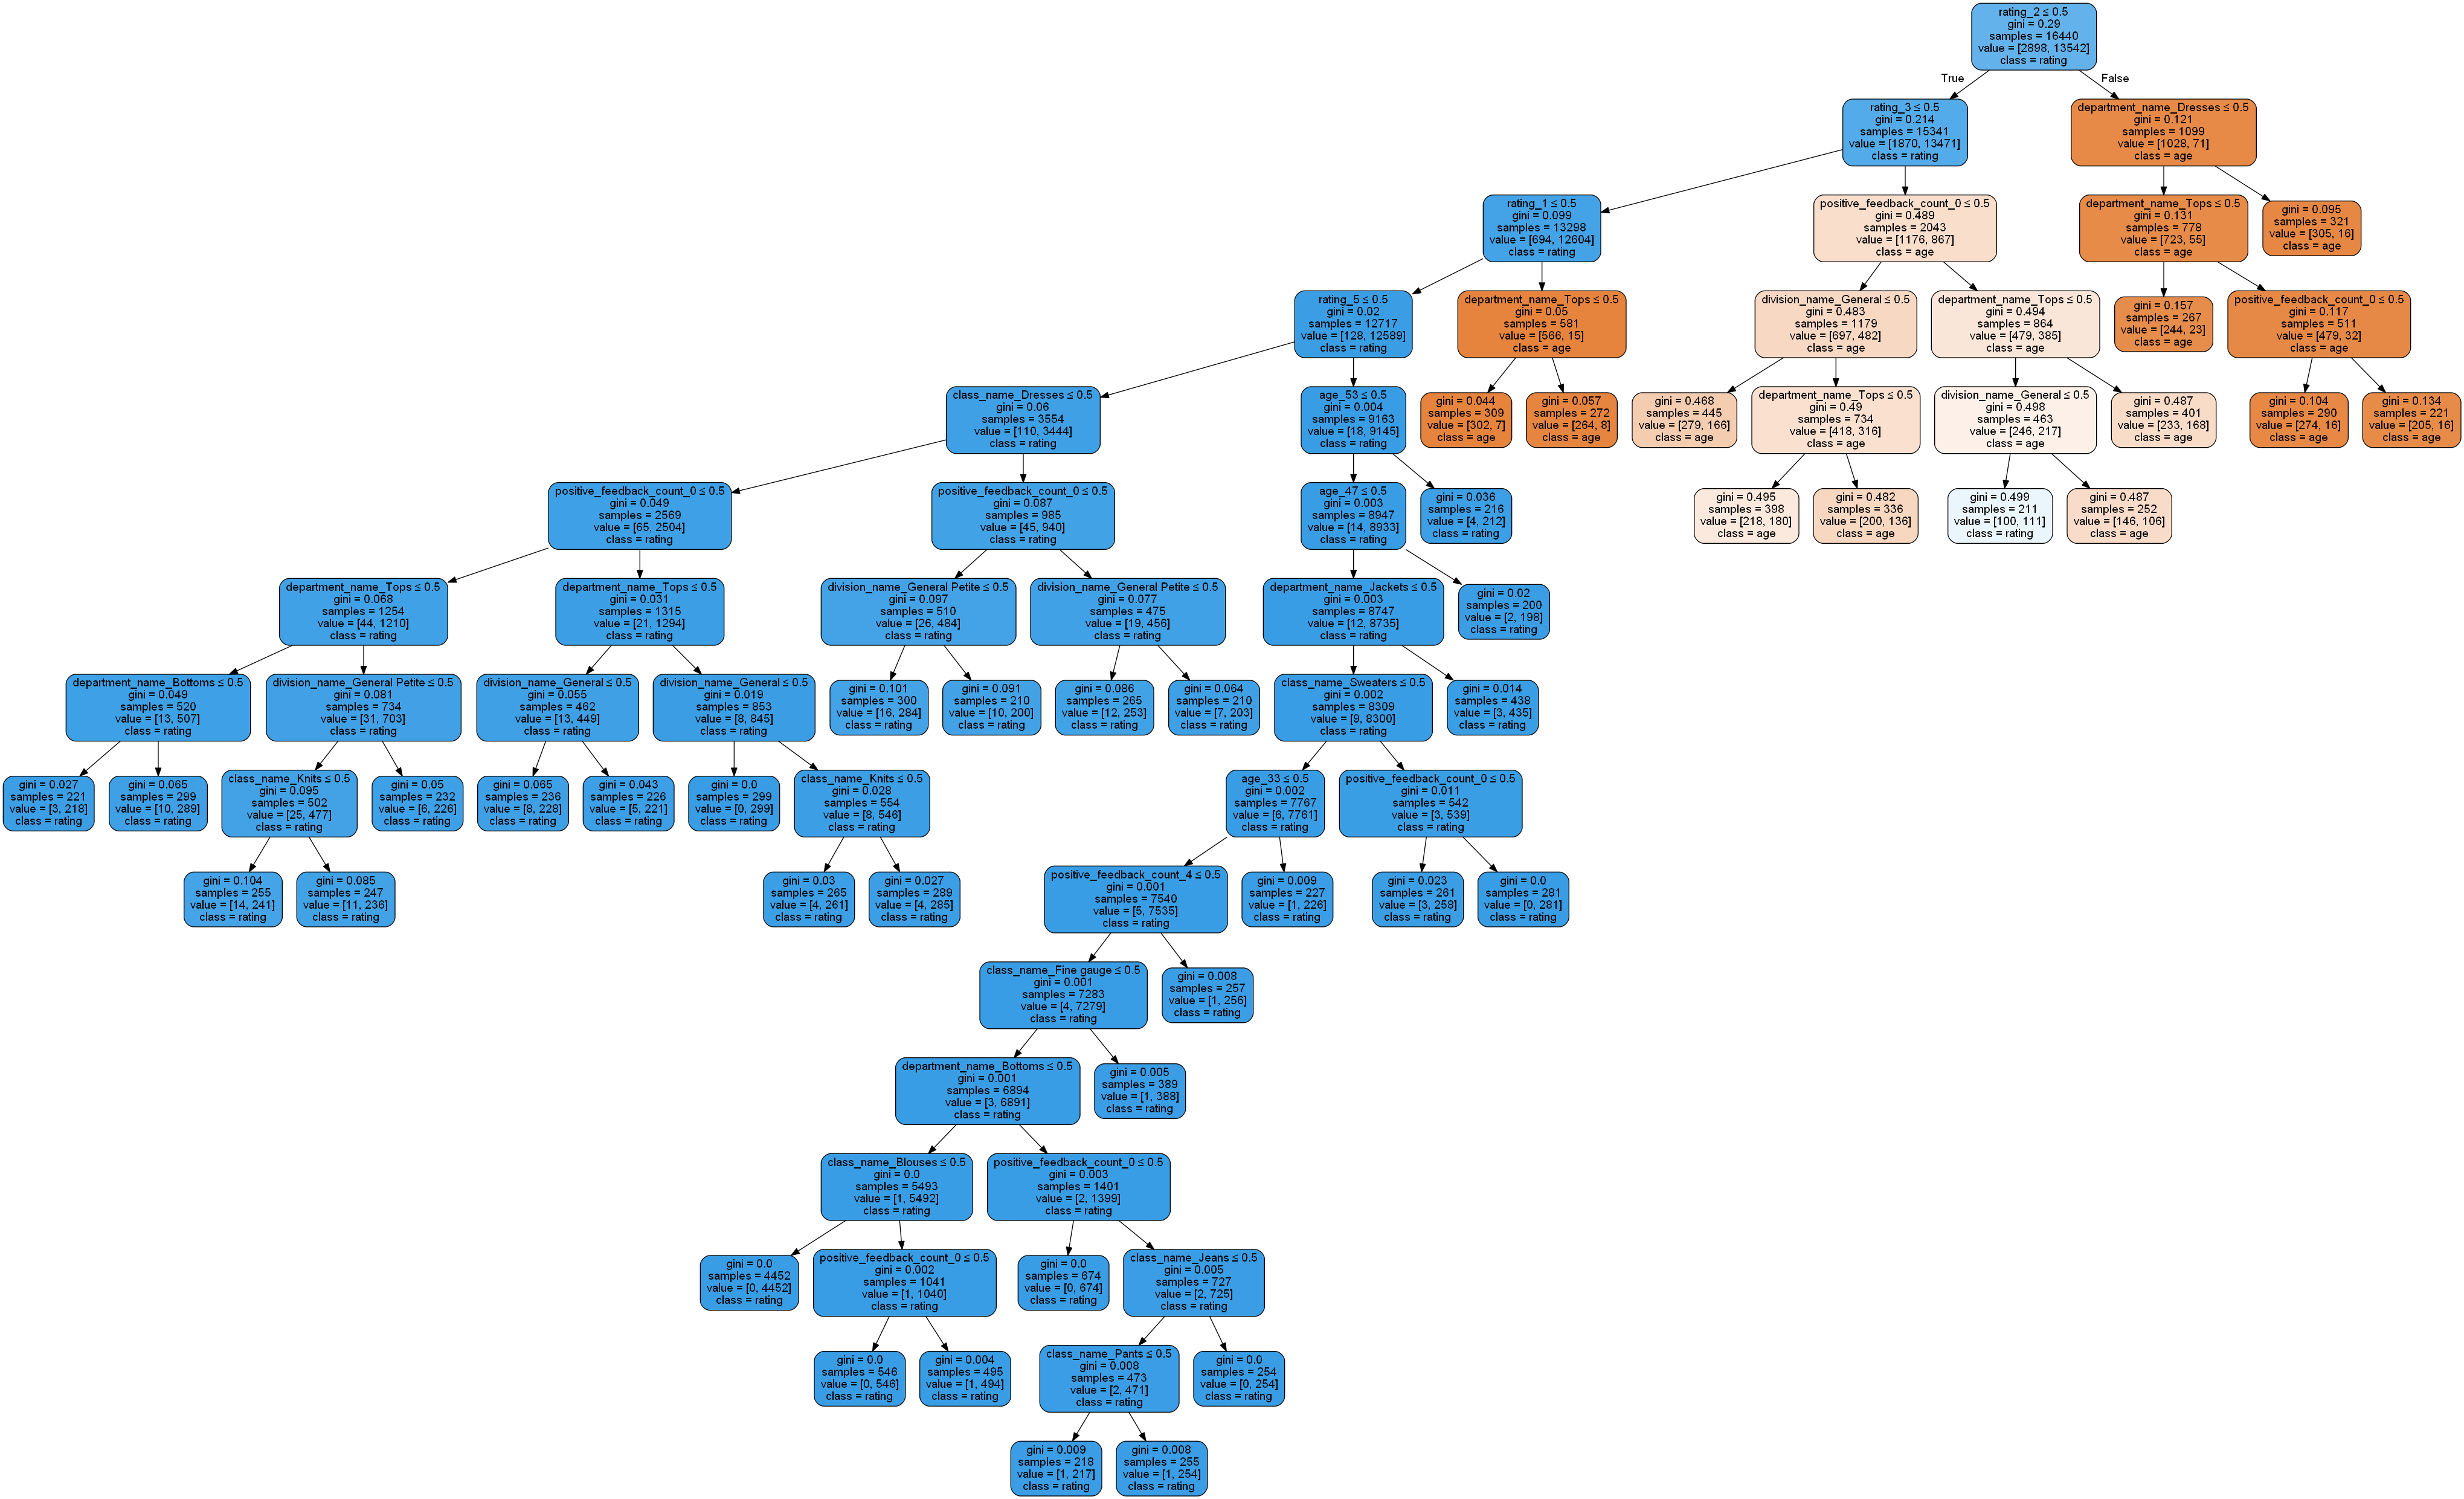 rating_2 ≤ 0.5
gini = 0.29
samples = 16440
value = [2898, 13542]
class = rating
True
False
rating_3 ≤ 0.5
gini = 0.214
samples = 15341
value = [1870, 13471]
class = rating
department_name_Dresses ≤ 0.5
gini = 0.121
samples = 1099
value = [1028, 71]
class = age
rating_1 ≤ 0.5
gini = 0.099
samples = 13298
value = [694, 12604]
class = rating
positive_feedback_count_0 ≤ 0.5
gini = 0.489
samples = 2043
value = [1176, 867]
class = age
department_name_Tops ≤ 0.5
gini = 0.131
samples = 778
value = [723, 55]
class = age
gini = 0.095
samples = 321
value = [305, 16]
class = age
rating_5 ≤ 0.5
gini = 0.02
samples = 12717
value = [128, 12589]
class = rating
department_name_Tops ≤ 0.5
gini = 0.05
samples = 581
value = [566, 15]
class = age
division_name_General ≤ 0.5
gini = 0.483
samples = 1179
value = [697, 482]
class = age
department_name_Tops ≤ 0.5
gini = 0.494
samples = 864
value = [479, 385]
class = age
gini = 0.157
samples = 267
value = [244, 23]
class = age
positive_feedback_count_0 ≤ 0.5
gini = 0.117
samples = 511
value = [479, 32]
class = age
class_name_Dresses ≤ 0.5
gini = 0.06
samples = 3554
value = [110, 3444]
class = rating
age_53 ≤ 0.5
gini = 0.004
samples = 9163
value = [18, 9145]
class = rating
gini = 0.044
samples = 309
value = [302, 7]
class = age
gini = 0.057
samples = 272
value = [264, 8]
class = age
gini = 0.468
samples = 445
value = [279, 166]
class = age
department_name_Tops ≤ 0.5
gini = 0.49
samples = 734
value = [418, 316]
class = age
division_name_General ≤ 0.5
gini = 0.498
samples = 463
value = [246, 217]
class = age
gini = 0.487
samples = 401
value = [233, 168]
class = age
gini = 0.104
samples = 290
value = [274, 16]
class = age
gini = 0.134
samples = 221
value = [205, 16]
class = age
positive_feedback_count_0 ≤ 0.5
gini = 0.049
samples = 2569
value = [65, 2504]
class = rating
positive_feedback_count_0 ≤ 0.5
gini = 0.087
samples = 985
value = [45, 940]
class = rating
age_47 ≤ 0.5
gini = 0.003
samples = 8947
value = [14, 8933]
class = rating
gini = 0.036
samples = 216
value = [4, 212]
class = rating
gini = 0.495
samples = 398
value = [218, 180]
class = age
gini = 0.482
samples = 336
value = [200, 136]
class = age
gini = 0.499
samples = 211
value = [100, 111]
class = rating
gini = 0.487
samples = 252
value = [146, 106]
class = age
department_name_Tops ≤ 0.5
gini = 0.068
samples = 1254
value = [44, 1210]
class = rating
department_name_Tops ≤ 0.5
gini = 0.031
samples = 1315
value = [21, 1294]
class = rating
division_name_General Petite ≤ 0.5
gini = 0.097
samples = 510
value = [26, 484]
class = rating
division_name_General Petite ≤ 0.5
gini = 0.077
samples = 475
value = [19, 456]
class = rating
department_name_Jackets ≤ 0.5
gini = 0.003
samples = 8747
value = [12, 8735]
class = rating
gini = 0.02
samples = 200
value = [2, 198]
class = rating
department_name_Bottoms ≤ 0.5
gini = 0.049
samples = 520
value = [13, 507]
class = rating
division_name_General Petite ≤ 0.5
gini = 0.081
samples = 734
value = [31, 703]
class = rating
division_name_General ≤ 0.5
gini = 0.055
samples = 462
value = [13, 449]
class = rating
division_name_General ≤ 0.5
gini = 0.019
samples = 853
value = [8, 845]
class = rating
gini = 0.101
samples = 300
value = [16, 284]
class = rating
gini = 0.091
samples = 210
value = [10, 200]
class = rating
gini = 0.086
samples = 265
value = [12, 253]
class = rating
gini = 0.064
samples = 210
value = [7, 203]
class = rating
class_name_Sweaters ≤ 0.5
gini = 0.002
samples = 8309
value = [9, 8300]
class = rating
gini = 0.014
samples = 438
value = [3, 435]
class = rating
gini = 0.027
samples = 221
value = [3, 218]
class = rating
gini = 0.065
samples = 299
value = [10, 289]
class = rating
class_name_Knits ≤ 0.5
gini = 0.095
samples = 502
value = [25, 477]
class = rating
gini = 0.05
samples = 232
value = [6, 226]
class = rating
gini = 0.065
samples = 236
value = [8, 228]
class = rating
gini = 0.043
samples = 226
value = [5, 221]
class = rating
gini = 0.0
samples = 299
value = [0, 299]
class = rating
class_name_Knits ≤ 0.5
gini = 0.028
samples = 554
value = [8, 546]
class = rating
age_33 ≤ 0.5
gini = 0.002
samples = 7767
value = [6, 7761]
class = rating
positive_feedback_count_0 ≤ 0.5
gini = 0.011
samples = 542
value = [3, 539]
class = rating
gini = 0.104
samples = 255
value = [14, 241]
class = rating
gini = 0.085
samples = 247
value = [11, 236]
class = rating
gini = 0.03
samples = 265
value = [4, 261]
class = rating
gini = 0.027
samples = 289
value = [4, 285]
class = rating
positive_feedback_count_4 ≤ 0.5
gini = 0.001
samples = 7540
value = [5, 7535]
class = rating
gini = 0.009
samples = 227
value = [1, 226]
class = rating
gini = 0.023
samples = 261
value = [3, 258]
class = rating
gini = 0.0
samples = 281
value = [0, 281]
class = rating
class_name_Fine gauge ≤ 0.5
gini = 0.001
samples = 7283
value = [4, 7279]
class = rating
gini = 0.008
samples = 257
value = [1, 256]
class = rating
department_name_Bottoms ≤ 0.5
gini = 0.001
samples = 6894
value = [3, 6891]
class = rating
gini = 0.005
samples = 389
value = [1, 388]
class = rating
class_name_Blouses ≤ 0.5
gini = 0.0
samples = 5493
value = [1, 5492]
class = rating
positive_feedback_count_0 ≤ 0.5
gini = 0.003
samples = 1401
value = [2, 1399]
class = rating
gini = 0.0
samples = 4452
value = [0, 4452]
class = rating
positive_feedback_count_0 ≤ 0.5
gini = 0.002
samples = 1041
value = [1, 1040]
class = rating
gini = 0.0
samples = 674
value = [0, 674]
class = rating
class_name_Jeans ≤ 0.5
gini = 0.005
samples = 727
value = [2, 725]
class = rating
gini = 0.0
samples = 546
value = [0, 546]
class = rating
gini = 0.004
samples = 495
value = [1, 494]
class = rating
class_name_Pants ≤ 0.5
gini = 0.008
samples = 473
value = [2, 471]
class = rating
gini = 0.0
samples = 254
value = [0, 254]
class = rating
gini = 0.009
samples = 218
value = [1, 217]
class = rating
gini = 0.008
samples = 255
value = [1, 254]
class = rating